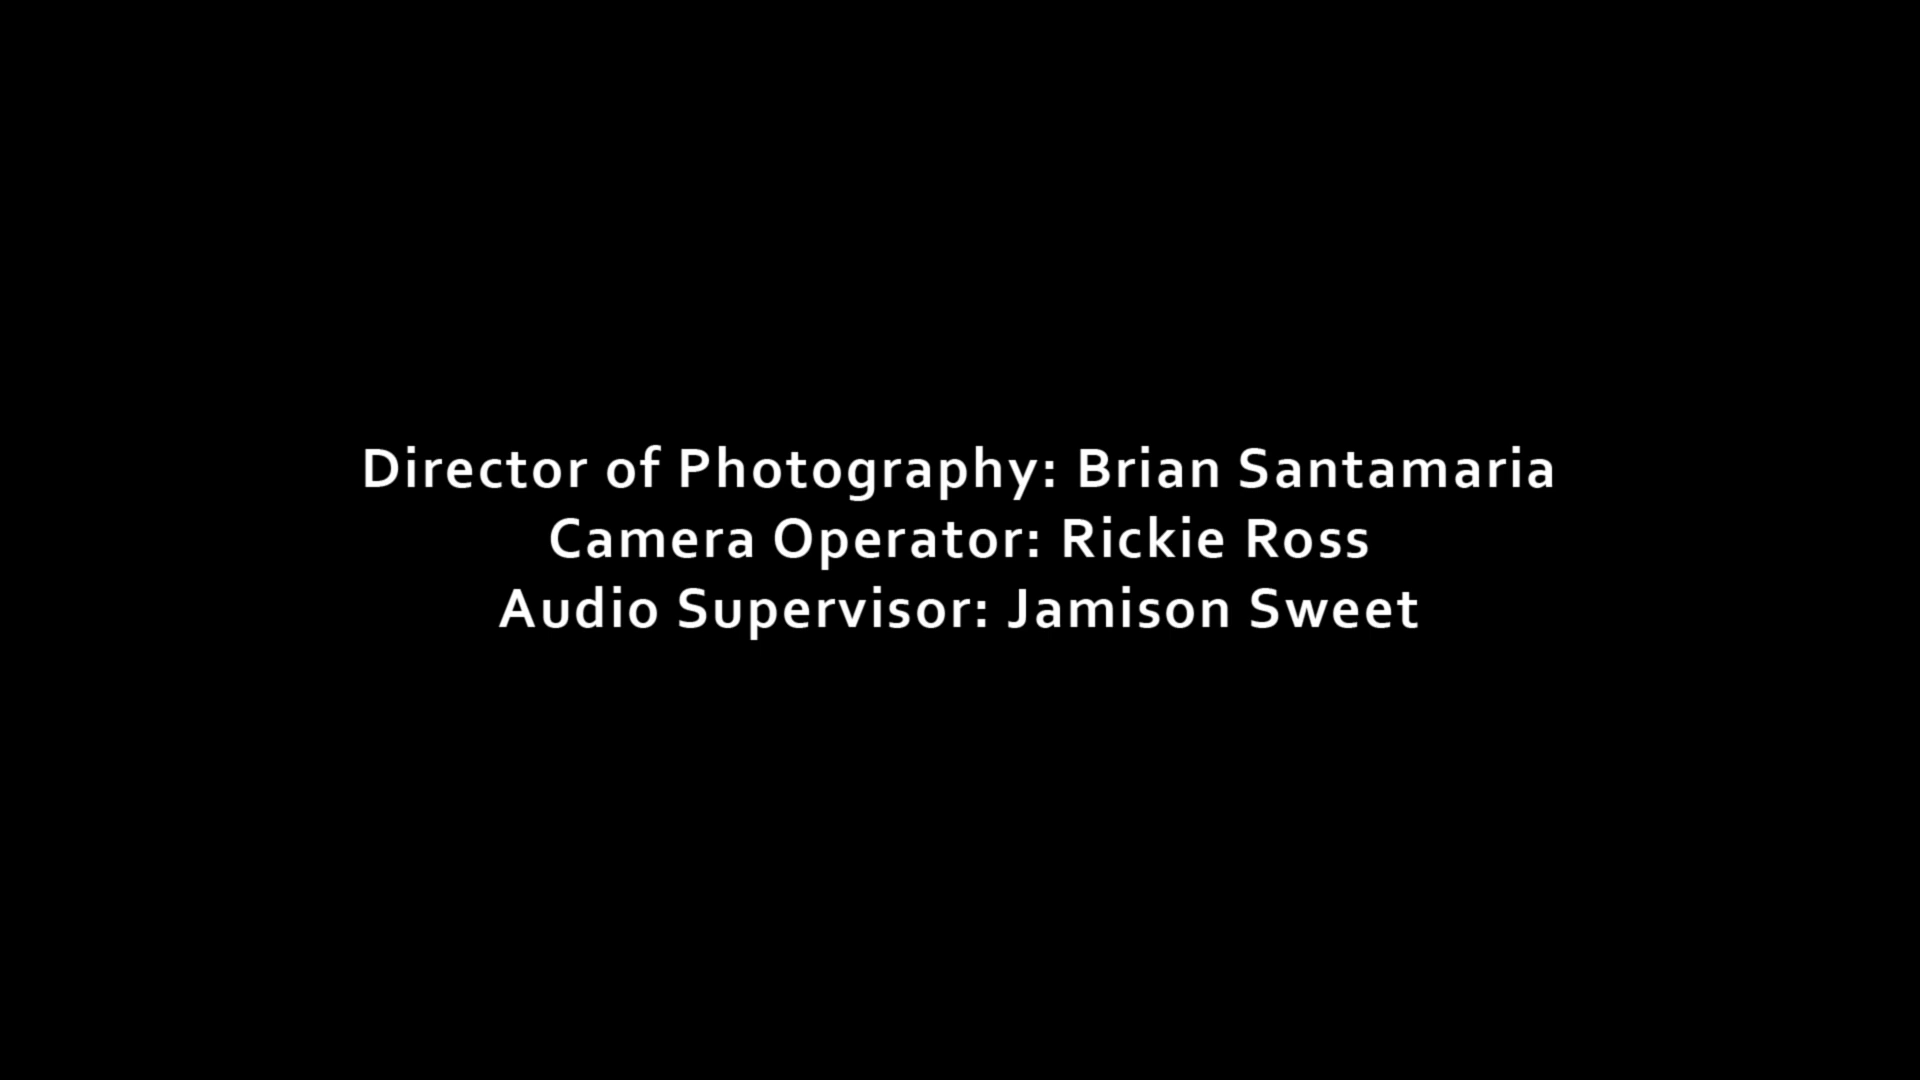 Director of Photography: Brian Santamaria
Camera Operator: Rickie Ross
Audio Supervisor: Jamison Sweet